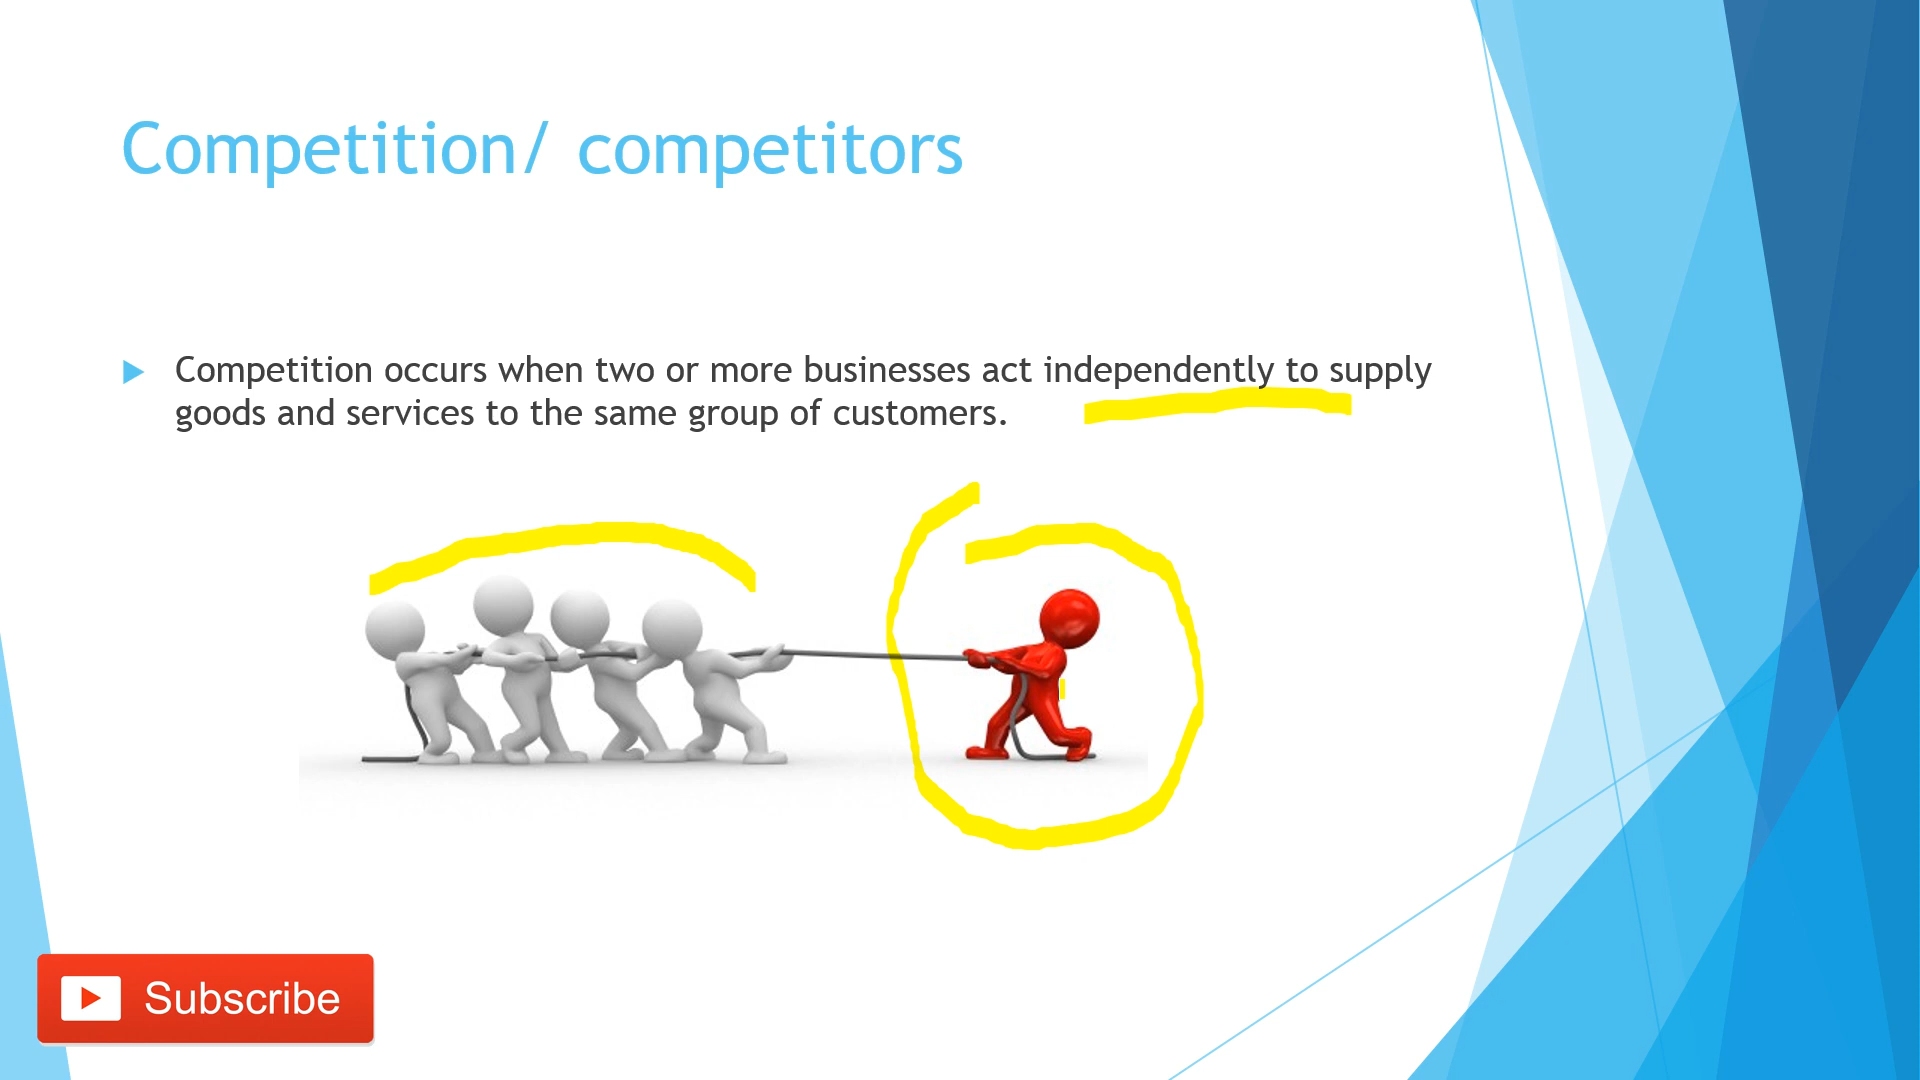 Competition/ competitors
Competition occurs when two or more businesses act independently to supply
goods and services to the same group of customers.
Subscribe